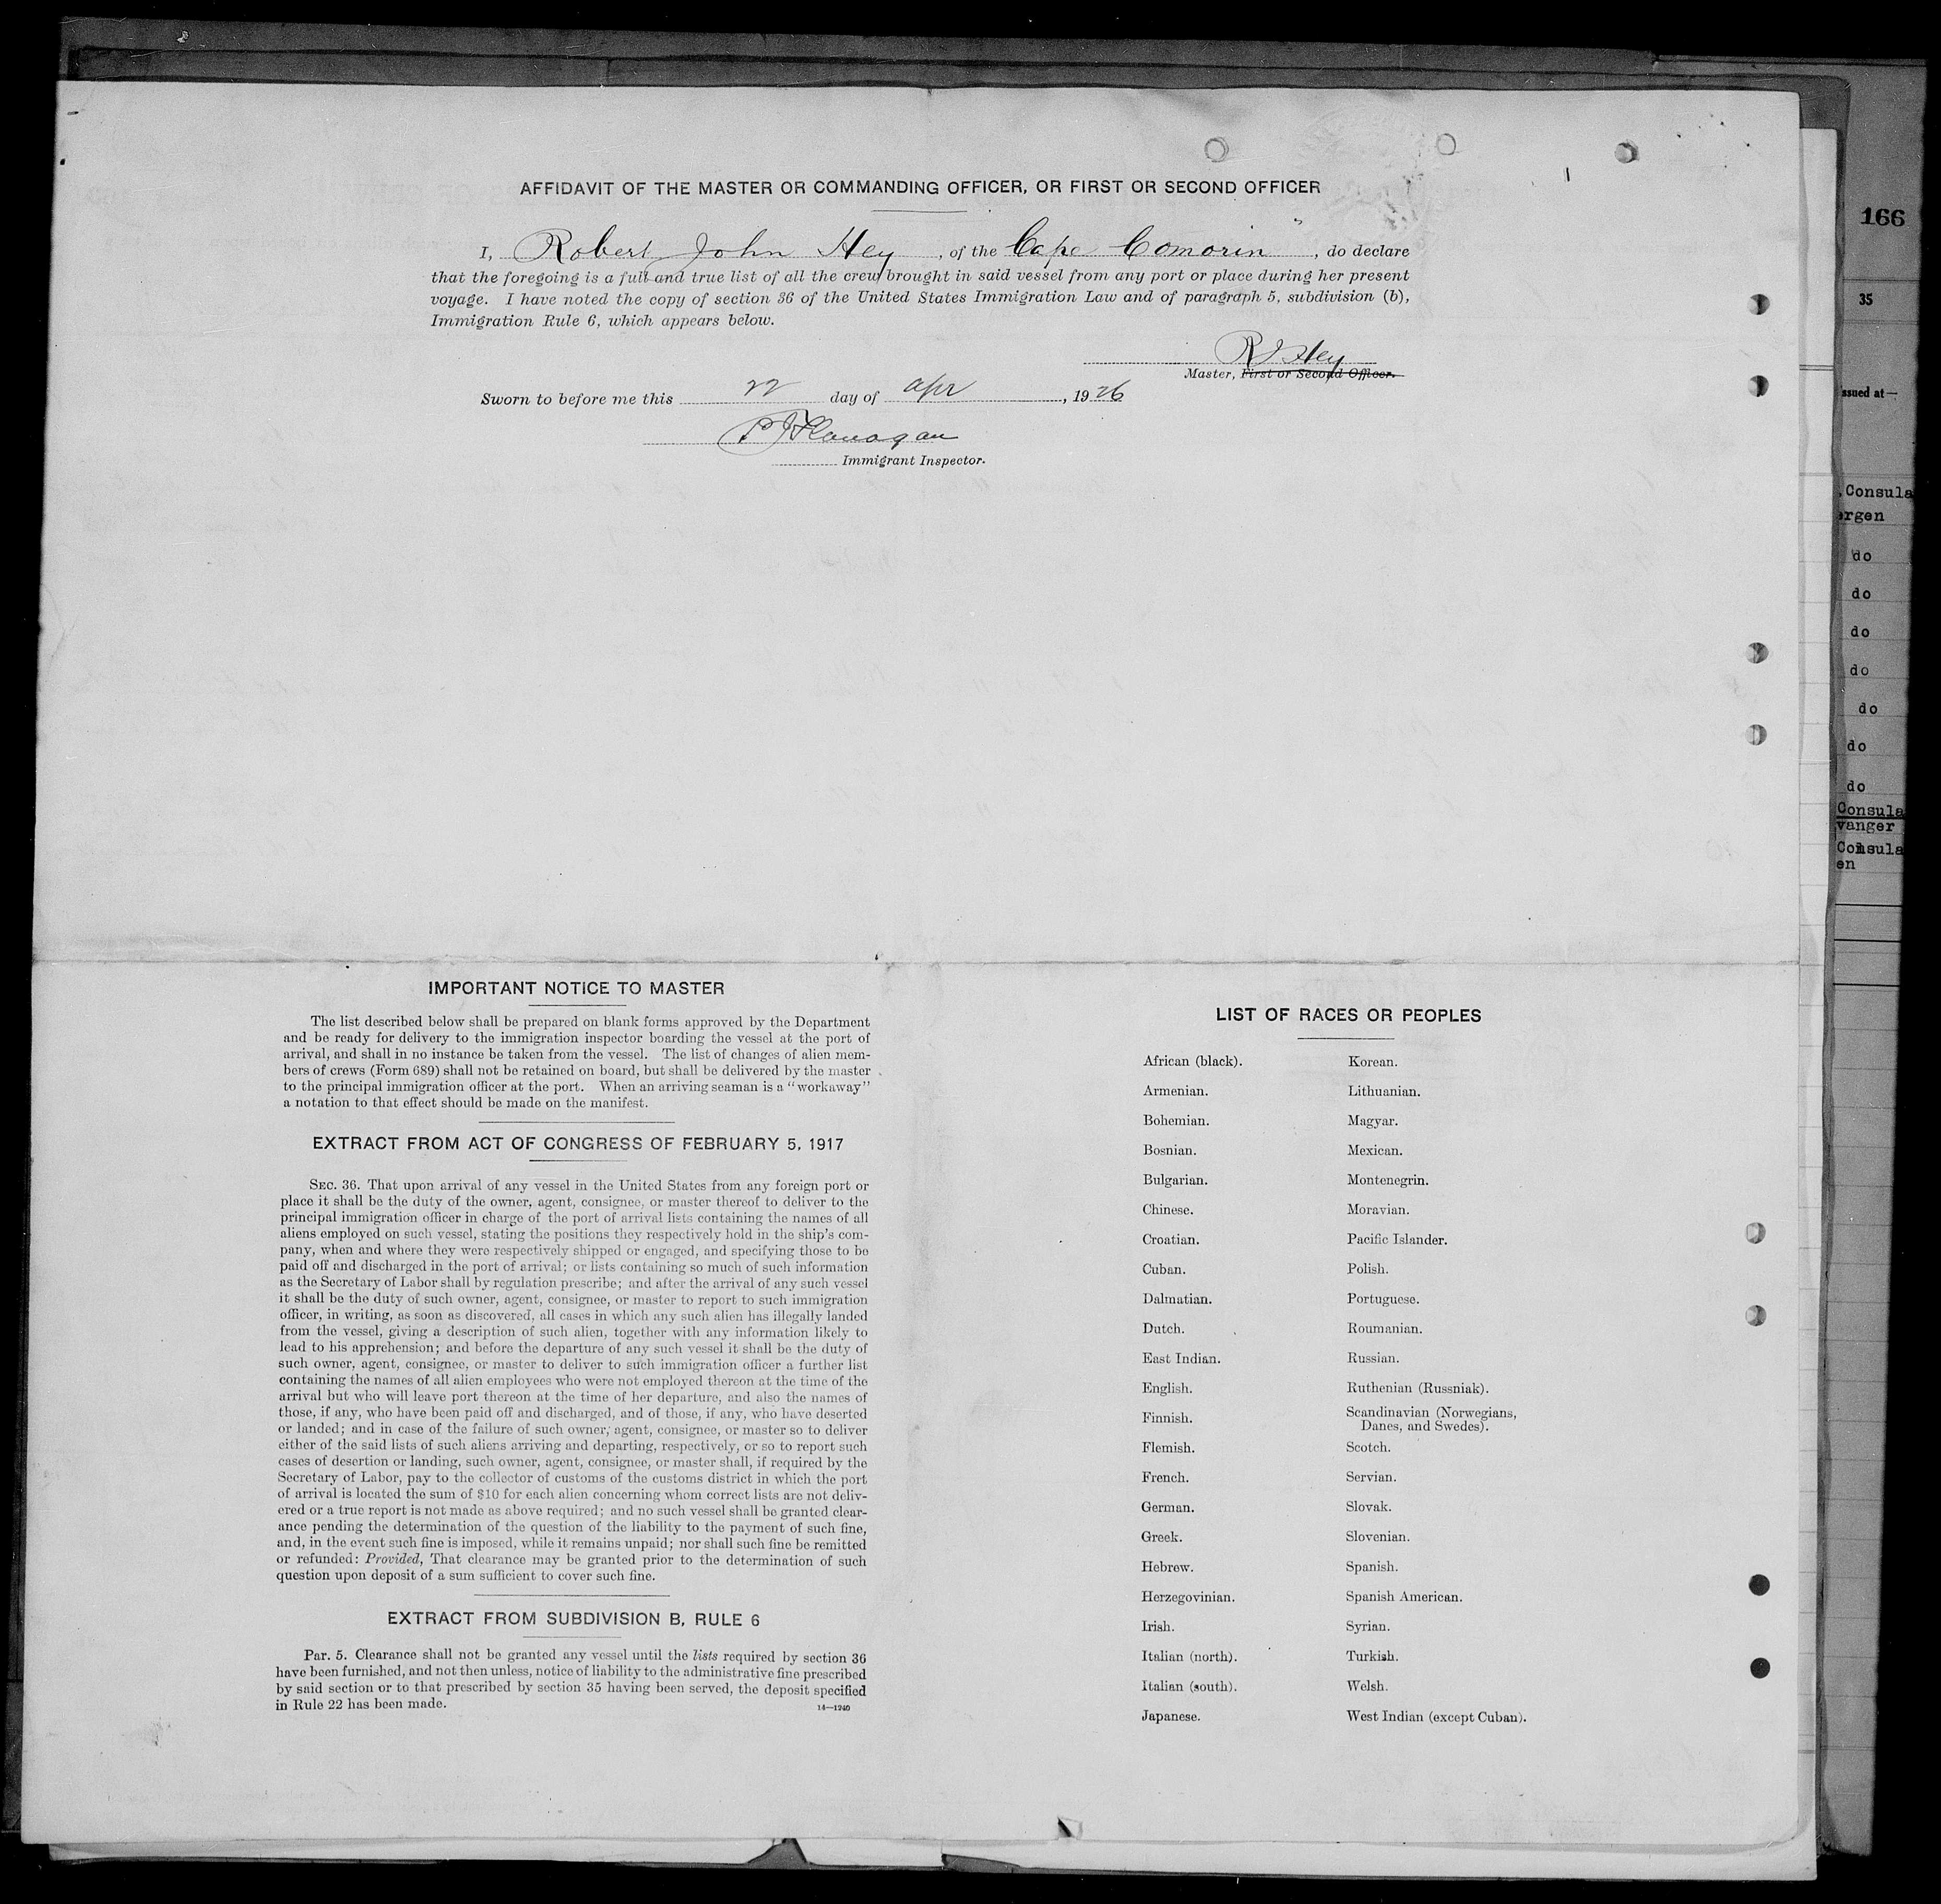 AFFIDAVIT OF THE MASTER OR COMMANDING OFFICER, OR FIRST OR SECOND OFFICER
I, Robert John Hey, of the Cape Comorin", do declare
that the foregoing is a full and true list of all the crew brought in said vessel from any port or place during her present
voyage. I have noted the copy of section 36 of the United States Immigration Law and of paragraph 5, subdivision (b),
Immigration Rule 6, which appears below.
R J Hey
Master, First or Second Officer.
Sworn to before me this 22 day of apr, 1926
P J Flanagan
Immigrant Inspector.
IMPORTANT NOTICE TO MASTER
The list described below shall be prepared on blank forms approved by the Department
and be ready for delivery to the immigration inspector boarding the vessel at the port of
arrival, and shall in no instance be taken from the vessel. The list of changes of alien mem-
bers of crews (Form 689) shall not be retained on board, but shall be delivered by the master
to the principal immigration officer at the port. When an arriving seaman is a "workaway"
a notation to that effect should be made on the manifest.
EXTRACT FROM ACT OF CONGRESS OF FEBRUARY 5, 1917
SEC. 36. That upon arrival of any vessel in the United States from any foreign port or
place it shall be the duty of the owner, agent, consignee, or master thereof to deliver to the
principal immigration officer in charge of the port of arrival lists containing the names of all
aliens employed on such vessel, stating the positions they respectively hold in the ship's com-
pany, when and where they were respectively shipped or engaged, and specifying those to be
paid off and discharged in the port of arrival; or lists containing so much of such information
as the Secretary of Labor shall by regulation prescribe; and after the arrival of any such vessel
it shall be the duty of such owner, agent, consignee, or master to report to such immigration
officer, in writing, as soon as discovered, all cases in which any such alien has illegally landed
from the vessel, giving a description of such alien, together with any information likely to
lead to his apprehension; and before the departure of any such vessel it shall be the duty of
such owner, agent, consignee, or master to deliver to such immigration officer a further list
containing the names of all alien employees who were not employed thereon at the time of the
arrival but who will leave port thereon at the time of her departure, and also the names of
those, if any, who have been paid off and discharged, and of those, if any, who have deserted
or landed; and in case of the failure of such owner, agent, consignee, or master so to deliver
either of the said lists of such aliens arriving and departing, respectively, or so to report such
cases of desertion or landing, such owner, agent, consignee, or master shall, if required by the
Secretary of Labor, pay to the collector of customs of the customs district in which the port
of arrival is located the sum of $10 for each alien concerning whom correct lists are not deliv-
ered or a true report is not made as above required; and no such vessel shall be granted clear-
ance pending the determination of the question of the liability to the payment of such fine,
and, in the event such fine is imposed, while it remains unpaid; nor shall such fine be remitted
or refunded: Provided, That clearance may be granted prior to the determination of such
question upon deposit of a sum sufficient to cover such fine.
EXTRACT FROM SUBDIVISION B, RULE 6
Par. 5. Clearance shall not be granted any vessel until the lists required by section 36
have been furnished, and not then unless, notice of liability to the administrative fine prescribed
by said section or to that prescribed by section 35 having been served, the deposit specified
in Rule 22 has been made.
14—1240
LIST OF RACES OR PEOPLES
African (black). Korean.
Armenian. Lithuanian.
Bohemian. Magyar.
Bosnian. Mexican.
Bulgarian. Montenegrin.
Chinese. Moravian.
Croatian. Pacific Islander.
Cuban. Polish.
Dalmatian. Portuguese.
Dutch. Roumanian.
East Indian. Russian.
English. Ruthenian (Russniak).
Finnish. Scandinavian (Norwegians,
Danes, and Swedes).
Flemish. Scotch.
French. Servian.
German. Slovak.
Greek. Slovenian.
Hebrew. Spanish.
Herzegovinian. Spanish American.
Irish. Syrian.
Italian (north). Turkish.
Italian (south). Welsh.
Japanese. West Indian (except Cuban).
166
35
ssued at—
.Consula
ergen
do
do
do
do
do
do
do
Consula
vanger
Consula
en